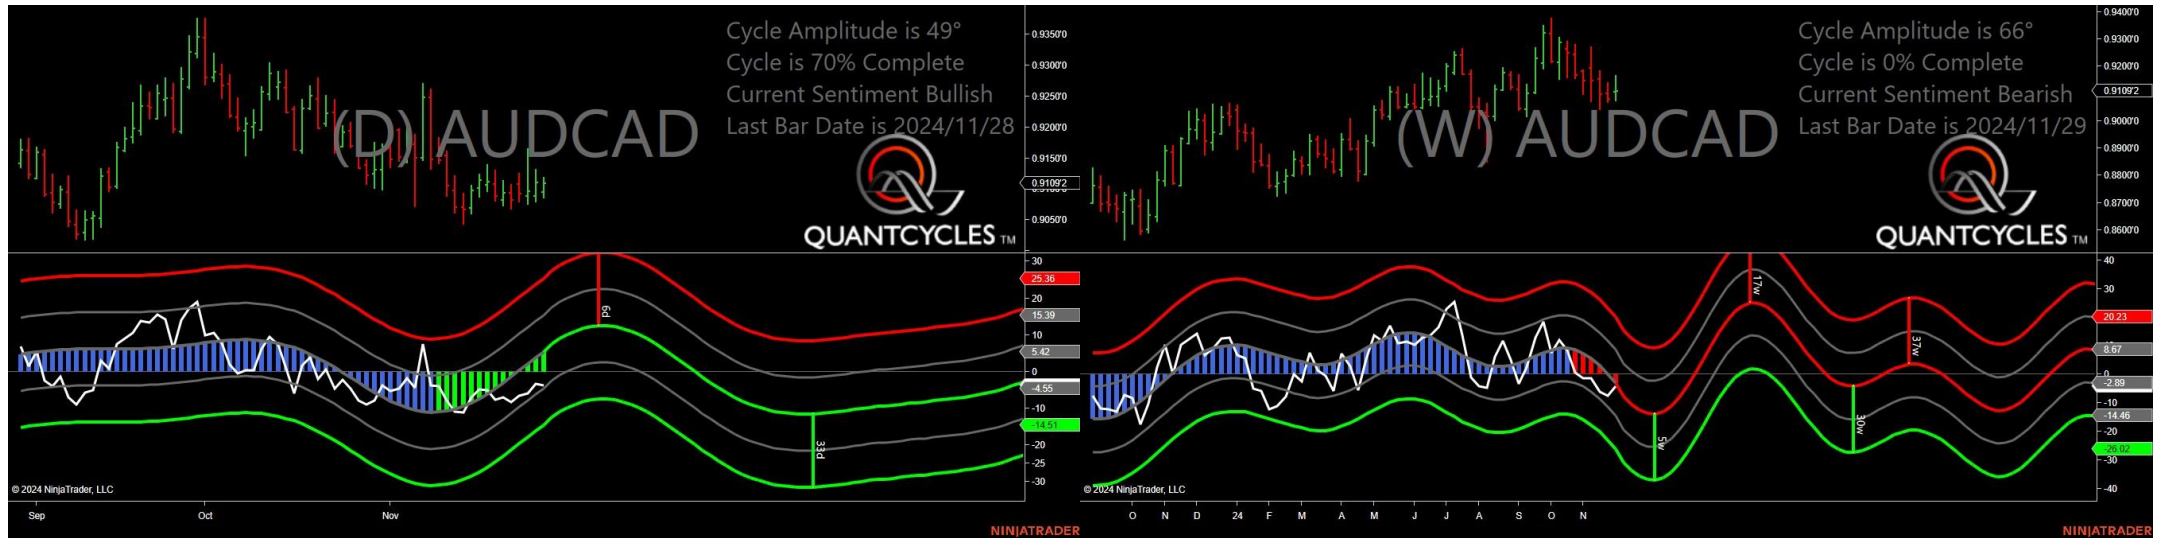 Cycle Amplitude is 49°
Cycle is 70% Complete
Current Sentiment Bullish
Last Bar Date is 2024/11/28
(D) AUDCAD
QUANTCYCLES TM
0.9350'0
0.9300'0
0.9250'0
0.9200'0
0.9150'0
0.9109'2
0.9050'0
30
25.36
20
15.39
10
5.42
0
-4.55
-10
-14.51
-20
-25
-30
6d
33d
© 2024 NinjaTrader, LLC
Sep Oct Nov
NINJATRADER
Cycle Amplitude is 66°
Cycle is 0% Complete
Current Sentiment Bearish
Last Bar Date is 2024/11/29
(W) AUDCAD
QUANTCYCLES TM
0.9400'0
0.9300'0
0.9200'0
0.9109'2
0.9000'0
0.8900'0
0.8800'0
0.8700'0
0.8600'0
40
30
20.23
10
8.67
0
-2.89
-10
-14.46
-20
-26.02
-30
-40
5w
17w
30w
37w
© 2024 NinjaTrader, LLC
O N D 24 F M A M J J A S O N
NINJATRADER